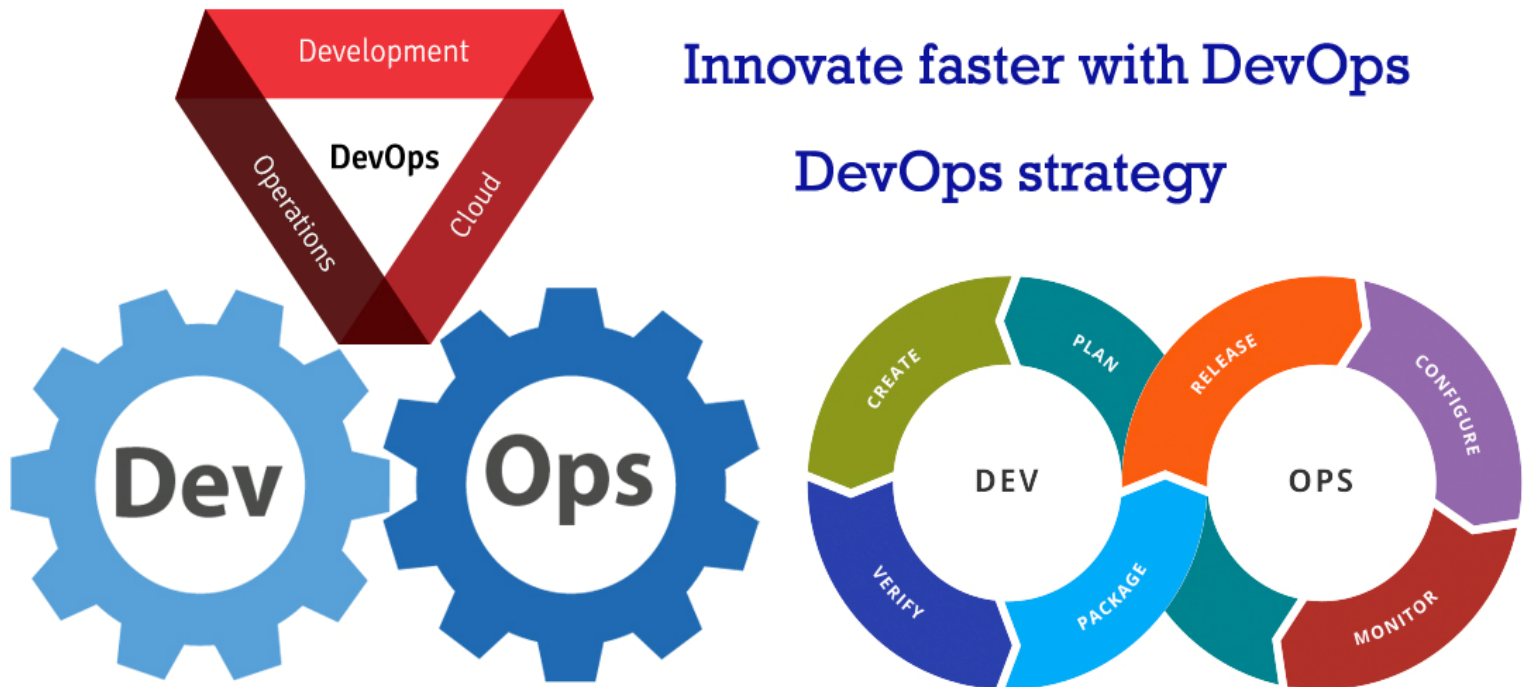 Development
DevOps
Operations
Cloud
Innovate faster with DevOps
DevOps strategy
Dev
Ops
CREATE
PLAN
RELEASE
CONFIGURE
DEV
OPS
VERIFY
PACKAGE
MONITOR